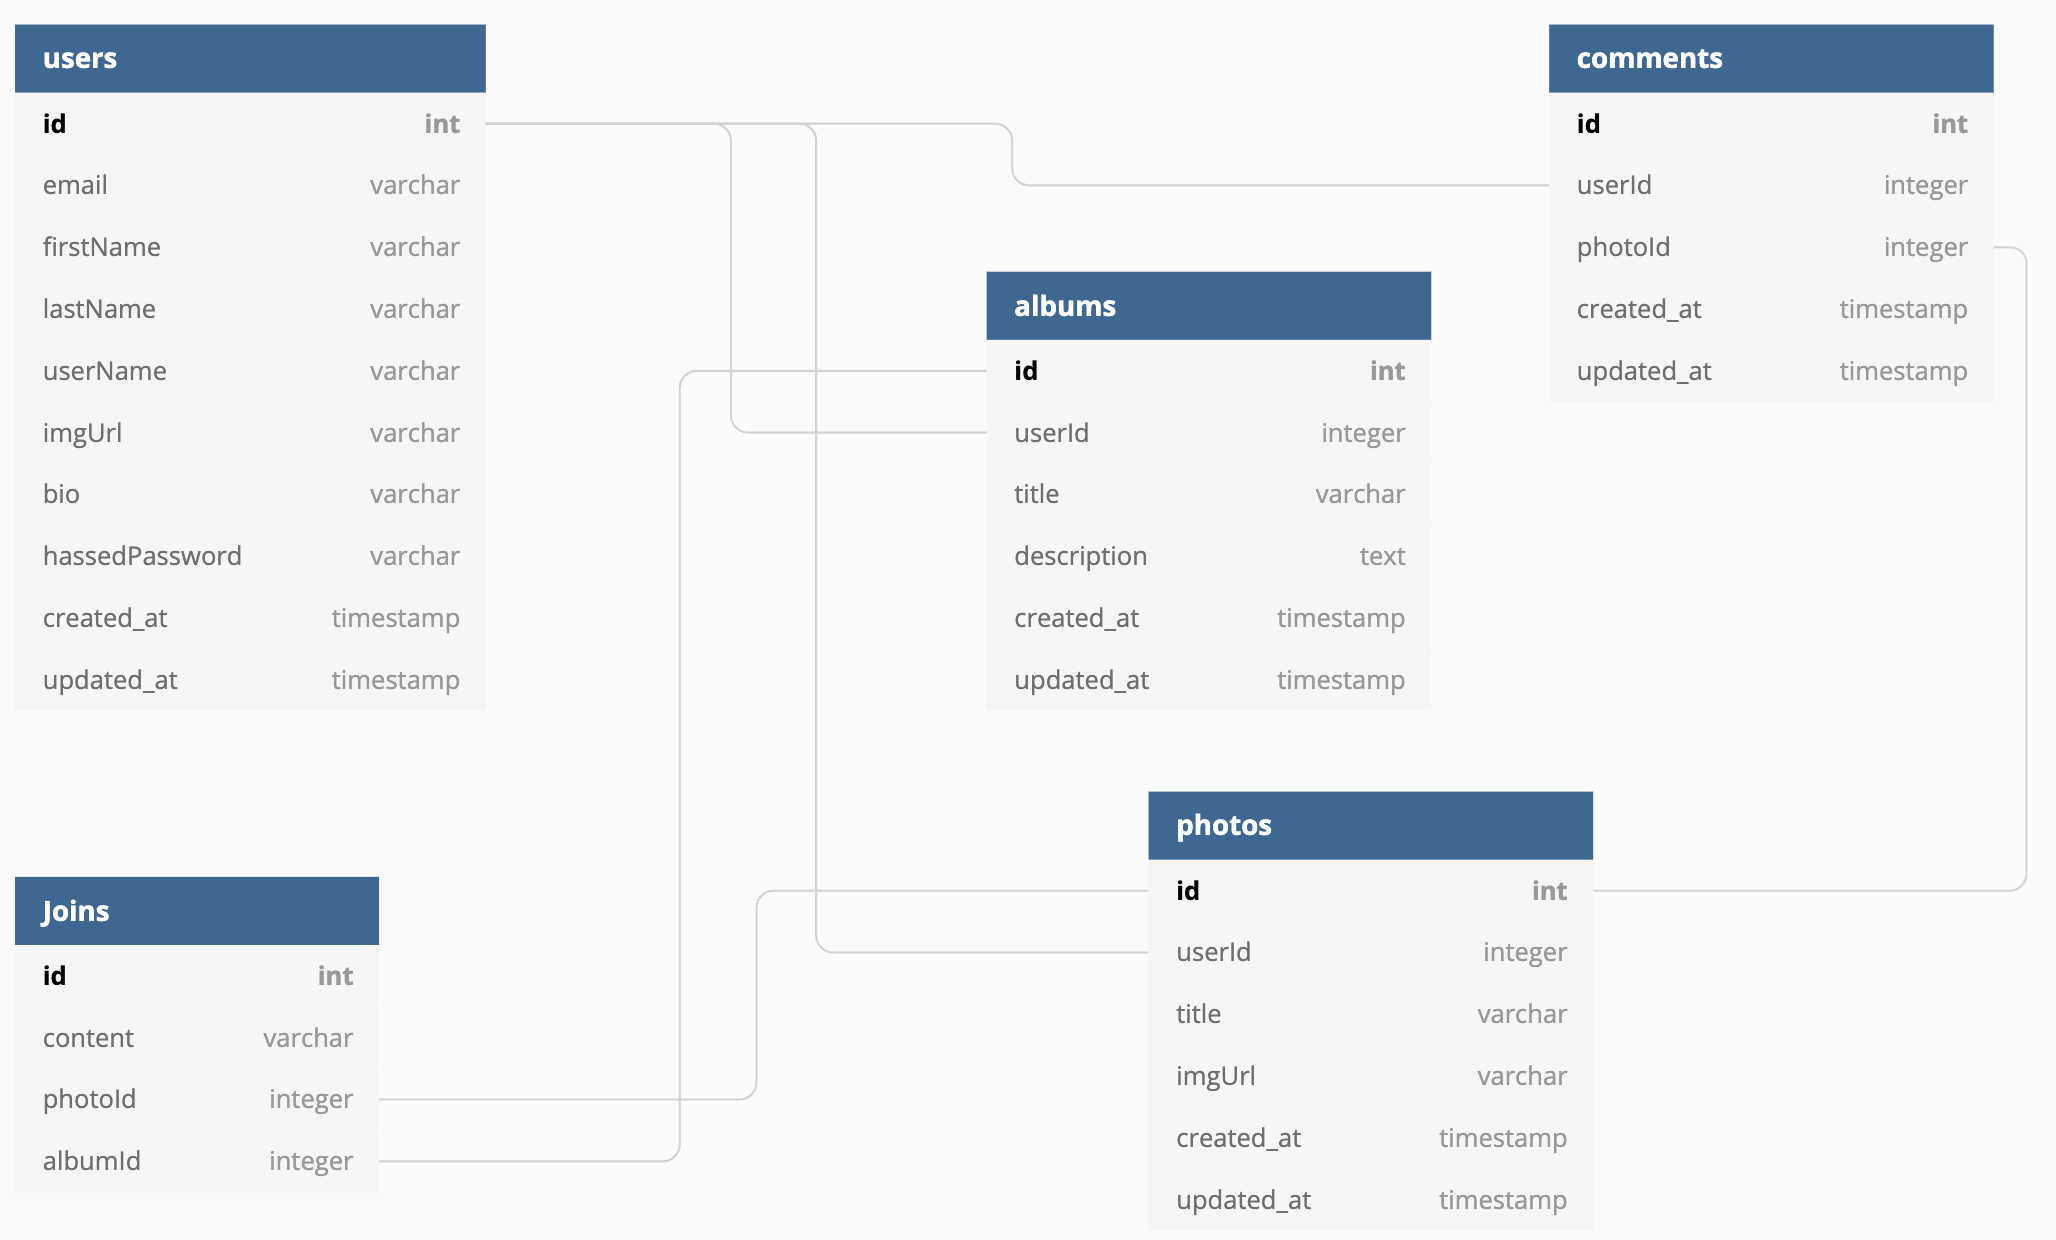 users
id int
email varchar
firstName varchar
lastName varchar
userName varchar
imgUrl varchar
bio varchar
hassedPassword varchar
created_at timestamp
updated_at timestamp
comments
id int
userId integer
photoId integer
created_at timestamp
updated_at timestamp
albums
id int
userId integer
title varchar
description text
created_at timestamp
updated_at timestamp
photos
id int
userId integer
title varchar
imgUrl varchar
created_at timestamp
updated_at timestamp
Joins
id int
content varchar
photoId integer
albumId integer